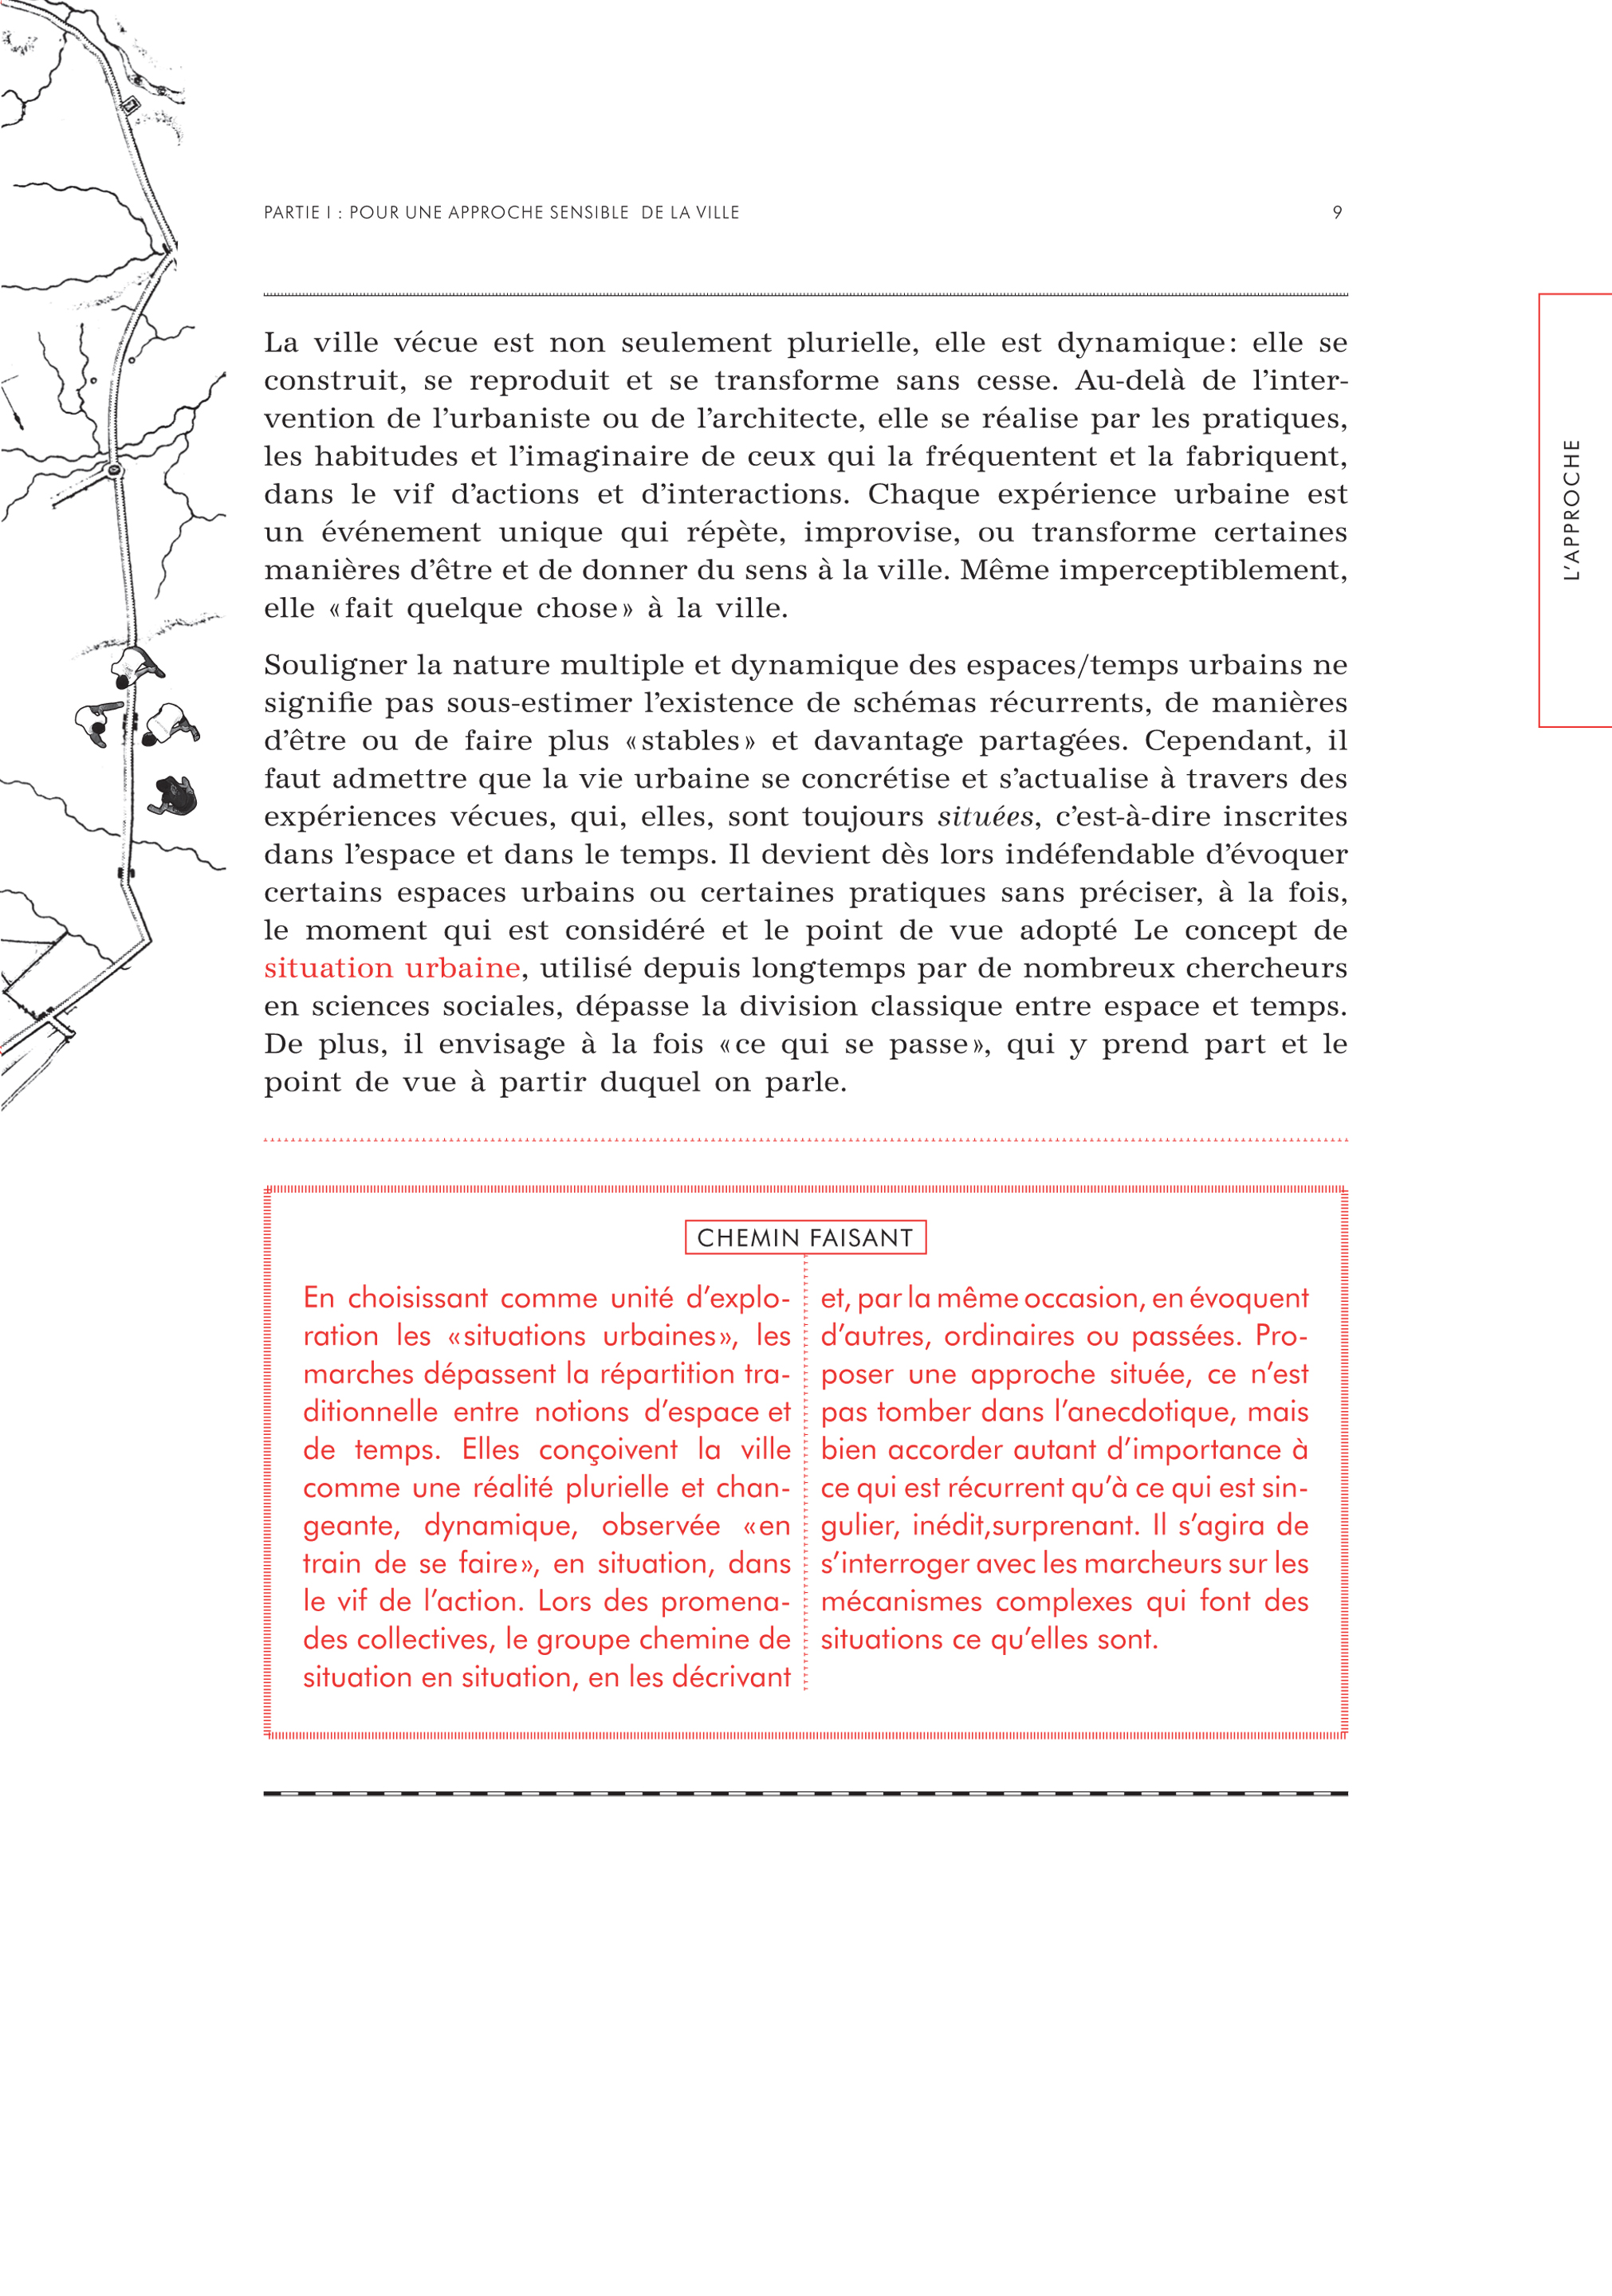 PARTIE I : POUR UNE APPROCHE SENSIBLE DE LA VILLE
9
La ville vécue est non seulement plurielle, elle est dynamique: elle se
construit, se reproduit et se transforme sans cesse. Au-delà de l'inter-
vention de l'urbaniste ou de l'architecte, elle se réalise par les pratiques,
les habitudes et l'imaginaire de ceux qui la fréquentent et la fabriquent,
dans le vif d'actions et d'interactions. Chaque expérience urbaine est
un événement unique qui répète, improvise, ou transforme certaines
manières d'être et de donner du sens à la ville. Même imperceptiblement,
elle «fait quelque chose» à la ville.
Souligner la nature multiple et dynamique des espaces/temps urbains ne
signifie pas sous-estimer l'existence de schémas récurrents, de manières
d'être ou de faire plus «stables» et davantage partagées. Cependant, il
faut admettre que la vie urbaine se concrétise et s'actualise à travers des
expériences vécues, qui, elles, sont toujours situées, c'est-à-dire inscrites
dans l'espace et dans le temps. Il devient dès lors indéfendable d'évoquer
certains espaces urbains ou certaines pratiques sans préciser, à la fois,
le moment qui est considéré et le point de vue adopté Le concept de
situation urbaine, utilisé depuis longtemps par de nombreux chercheurs
en sciences sociales, dépasse la division classique entre espace et temps.
De plus, il envisage à la fois «ce qui se passe», qui y prend part et le
point de vue à partir duquel on parle.
CHEMIN FAISANT
En choisissant comme unité d'explo-
ration les «situations urbaines», les
marches dépassent la répartition tra-
ditionnelle entre notions d'espace et
de temps. Elles conçoivent la ville
comme une réalité plurielle et chan-
geante, dynamique, observée «en
train de se faire», en situation, dans
le vif de l'action. Lors des promena-
des collectives, le groupe chemine de
situation en situation, en les décrivant
et, par la même occasion, en évoquent
d'autres, ordinaires ou passées. Pro-
poser une approche située, ce n'est
pas tomber dans l'anecdotique, mais
bien accorder autant d'importance à
ce qui est récurrent qu'à ce qui est sin-
gulier, inédit,surprenant. Il s'agira de
s'interroger avec les marcheurs sur les
mécanismes complexes qui font des
situations ce qu'elles sont.
L'APPROCHE